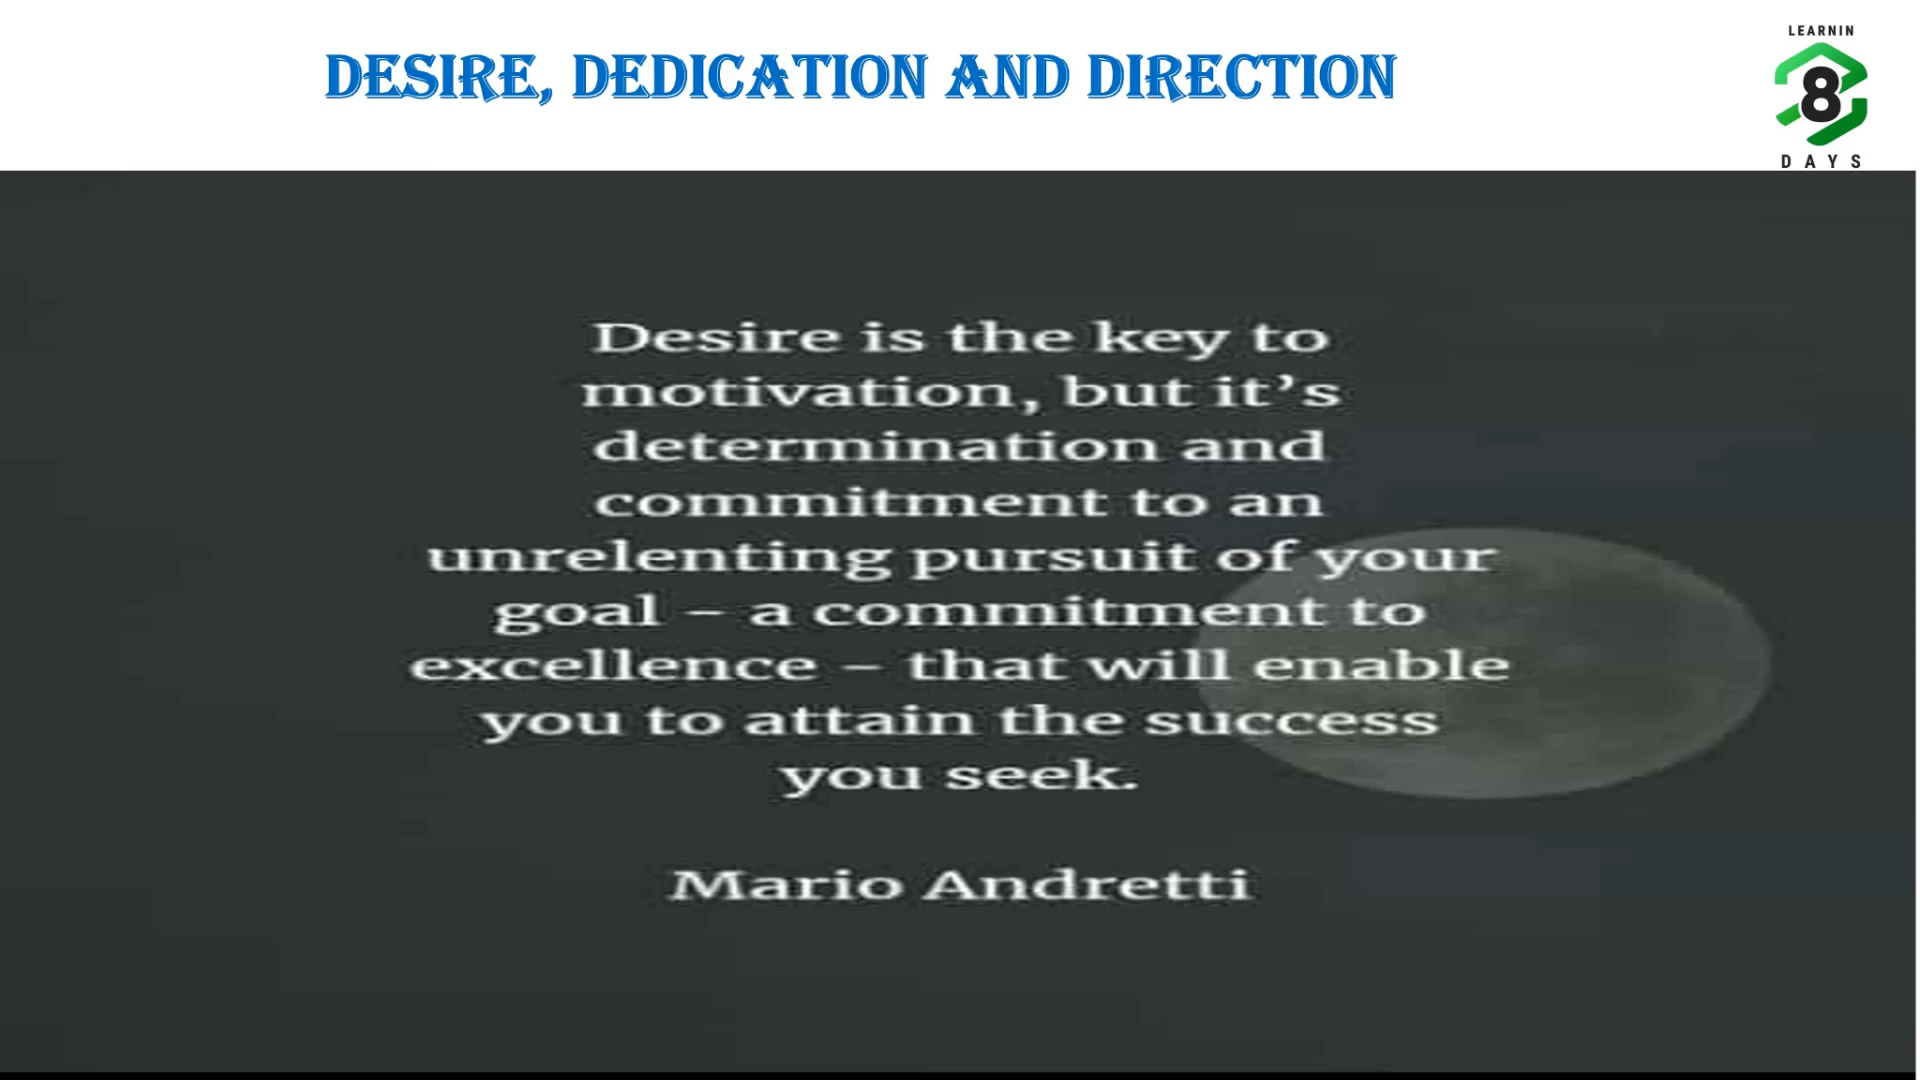 DESIRE, DEDICATION AND DIRECTION
LEARNIN
8
DAYS
Desire is the key to
motivation, but it’s
determination and
commitment to an
unrelenting pursuit of your
goal – a commitment to
excellence – that will enable
you to attain the success
you seek.
Mario Andretti